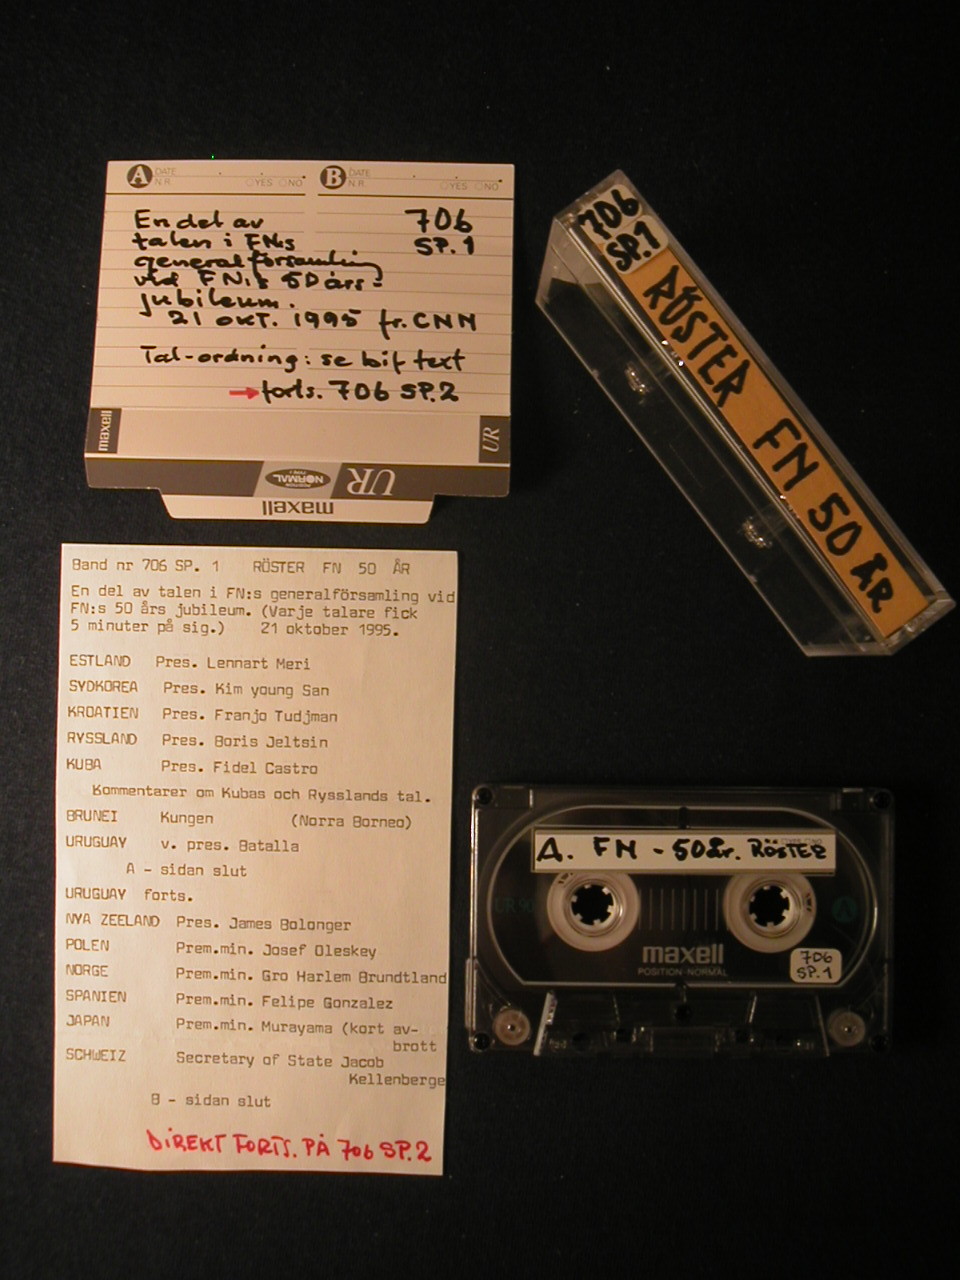 A DATE B DATE
N.R. YES NO N.R. YES NO
En del av 706
talen i FN:s SP.1
generalförsamling
vid FN:s 50 års-
jubileum.
21 OKT. 1995 fr. CNN
Tal-ordning: se bif text
→ forts. 706 SP.2
maxell UR
UR POSITION NORMAL TYPE I
maxell
706
SP.1
RÖSTER FN 50 ÅR
Band nr 706 SP. 1 RÖSTER FN 50 ÅR
En del av talen i FN:s generalförsamling vid
FN:s 50 års jubileum. (Varje talare fick
5 minuter på sig.) 21 oktober 1995.
ESTLAND Pres. Lennart Meri
SYDKOREA Pres. Kim young San
KROATIEN Pres. Franjo Tudjman
RYSSLAND Pres. Boris Jeltsin
KUBA Pres. Fidel Castro
Kommentarer om Kubas och Rysslands tal.
BRUNEI Kungen (Norra Borneo)
URUGUAY v. pres. Batalla
A - sidan slut
URUGUAY forts.
NYA ZEELAND Pres. James Bolonger
POLEN Prem.min. Josef Oleskey
NORGE Prem.min. Gro Harlem Brundtland
SPANIEN Prem.min. Felipe Gonzalez
JAPAN Prem.min. Murayama (kort av-
brott
SCHWEIZ Secretary of State Jacob
Kellenberge
B - sidan slut
DIREKT FORTS. PÅ 706 SP.2
A. FN - 50 år. RÖSTER
UR 90 A
maxell
POSITION NORMAL
706
SP.1